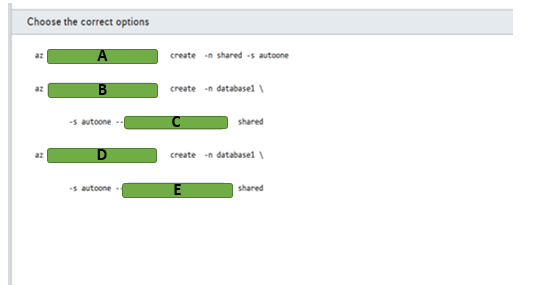 Choose the correct options
az A create -n shared -s autoone
az B create -n database1 \
-s autoone -- C shared
az D create -n database1 \
-s autoone -- E shared